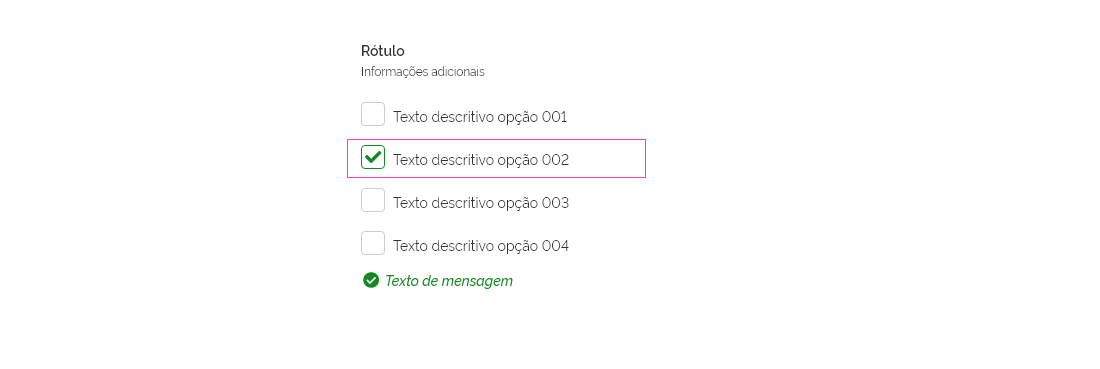 Rótulo
Informações adicionais
Texto descritivo opção 001
Texto descritivo opção 002
Texto descritivo opção 003
Texto descritivo opção 004
Texto de mensagem